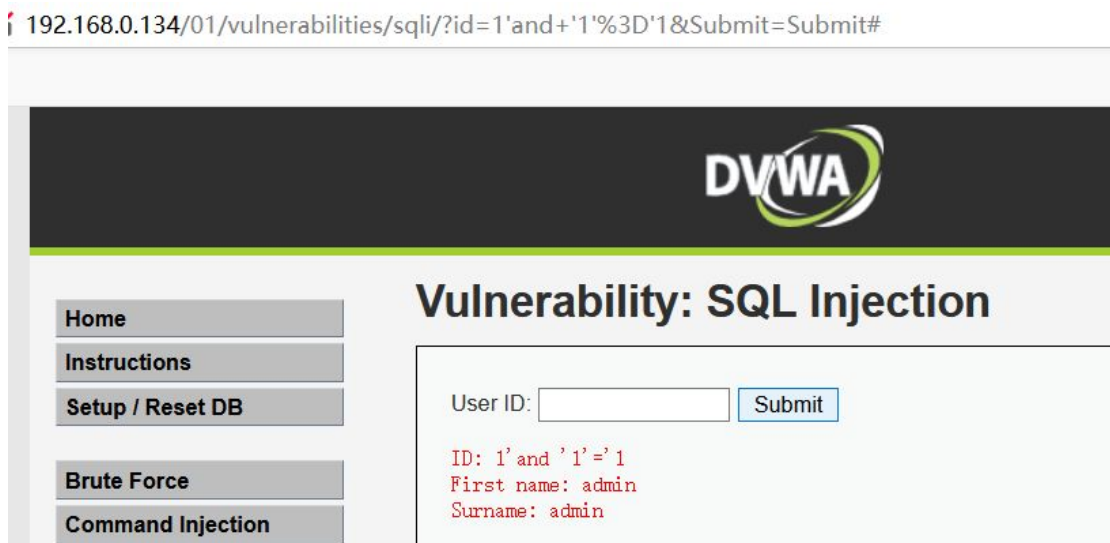 192.168.0.134/01/vulnerabilities/sqli/?id=1'and+'1'%3D'1&Submit=Submit#
DVWA
Home
Instructions
Setup / Reset DB
Brute Force
Command Injection
Vulnerability: SQL Injection
User ID:
Submit
ID: 1'and '1'='1
First name: admin
Surname: admin